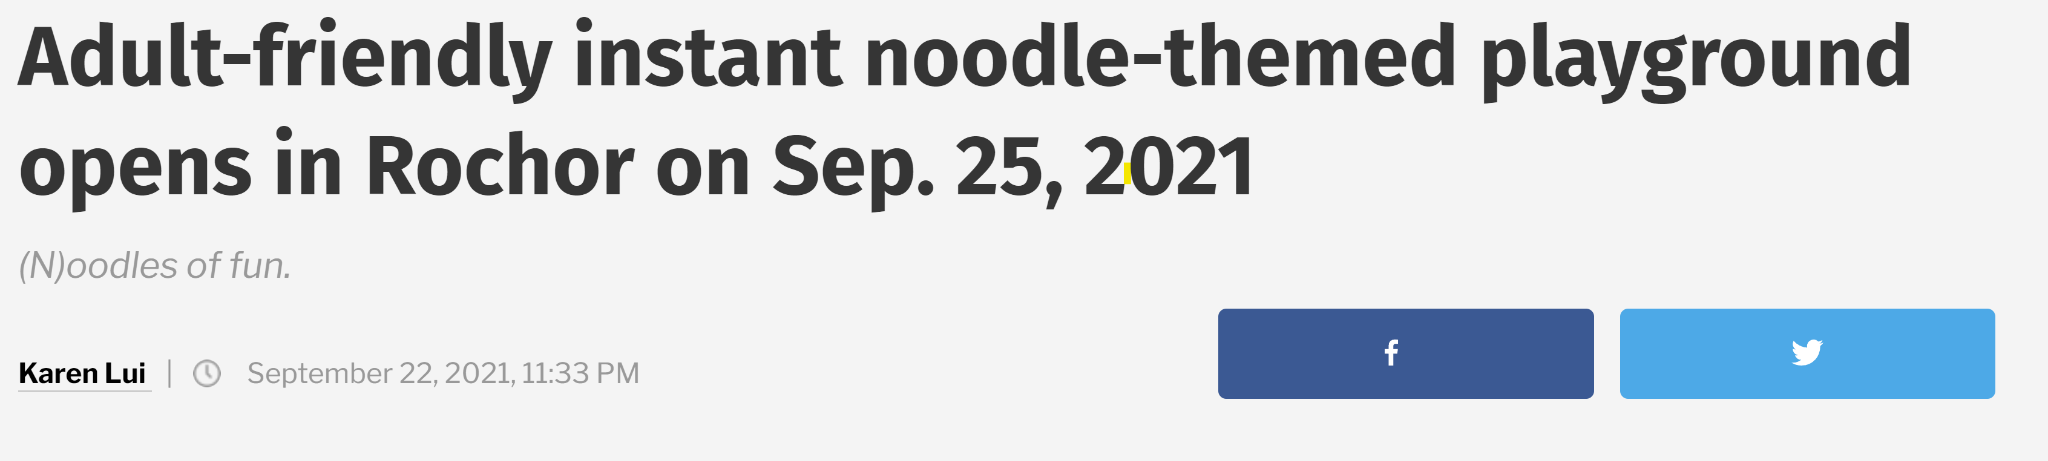 Adult-friendly instant noodle-themed playground
opens in Rochor on Sep. 25, 2021
(N)oodles of fun.
Karen Lui | September 22, 2021, 11:33 PM